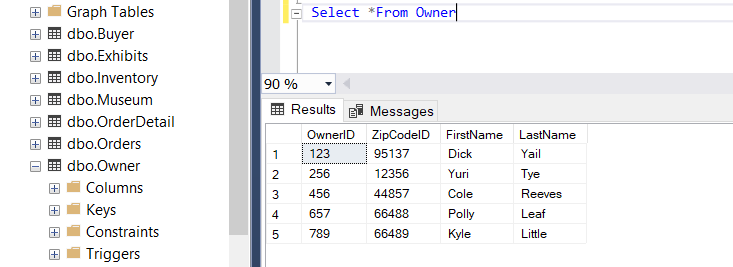 Graph Tables
dbo.Buyer
dbo.Exhibits
dbo.Inventory
dbo.Museum
dbo.OrderDetail
dbo.Orders
dbo.Owner
Columns
Keys
Constraints
Triggers
Select *From Owner
90 %
Results Messages
OwnerID ZipCodeID FirstName LastName
1 123 95137 Dick Yail
2 256 12356 Yuri Tye
3 456 44857 Cole Reeves
4 657 66488 Polly Leaf
5 789 66489 Kyle Little